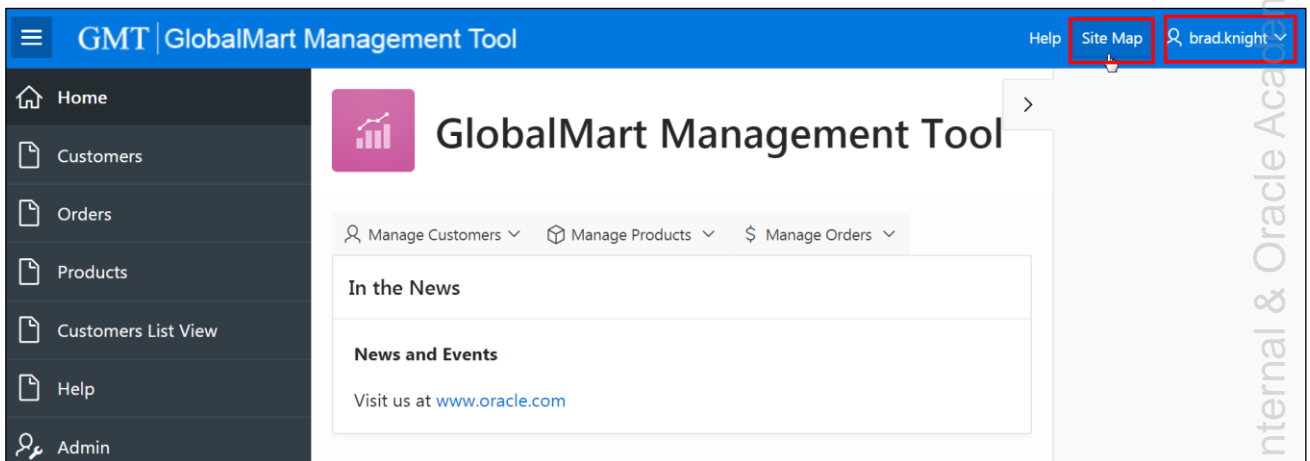 GMT | GlobalMart Management Tool
Help Site Map brad.knight
Home
Customers
Orders
Products
Customers List View
Help
Admin
GlobalMart Management Tool
Manage Customers Manage Products $ Manage Orders
In the News
News and Events
Visit us at www.oracle.com
nternal & Oracle Academ